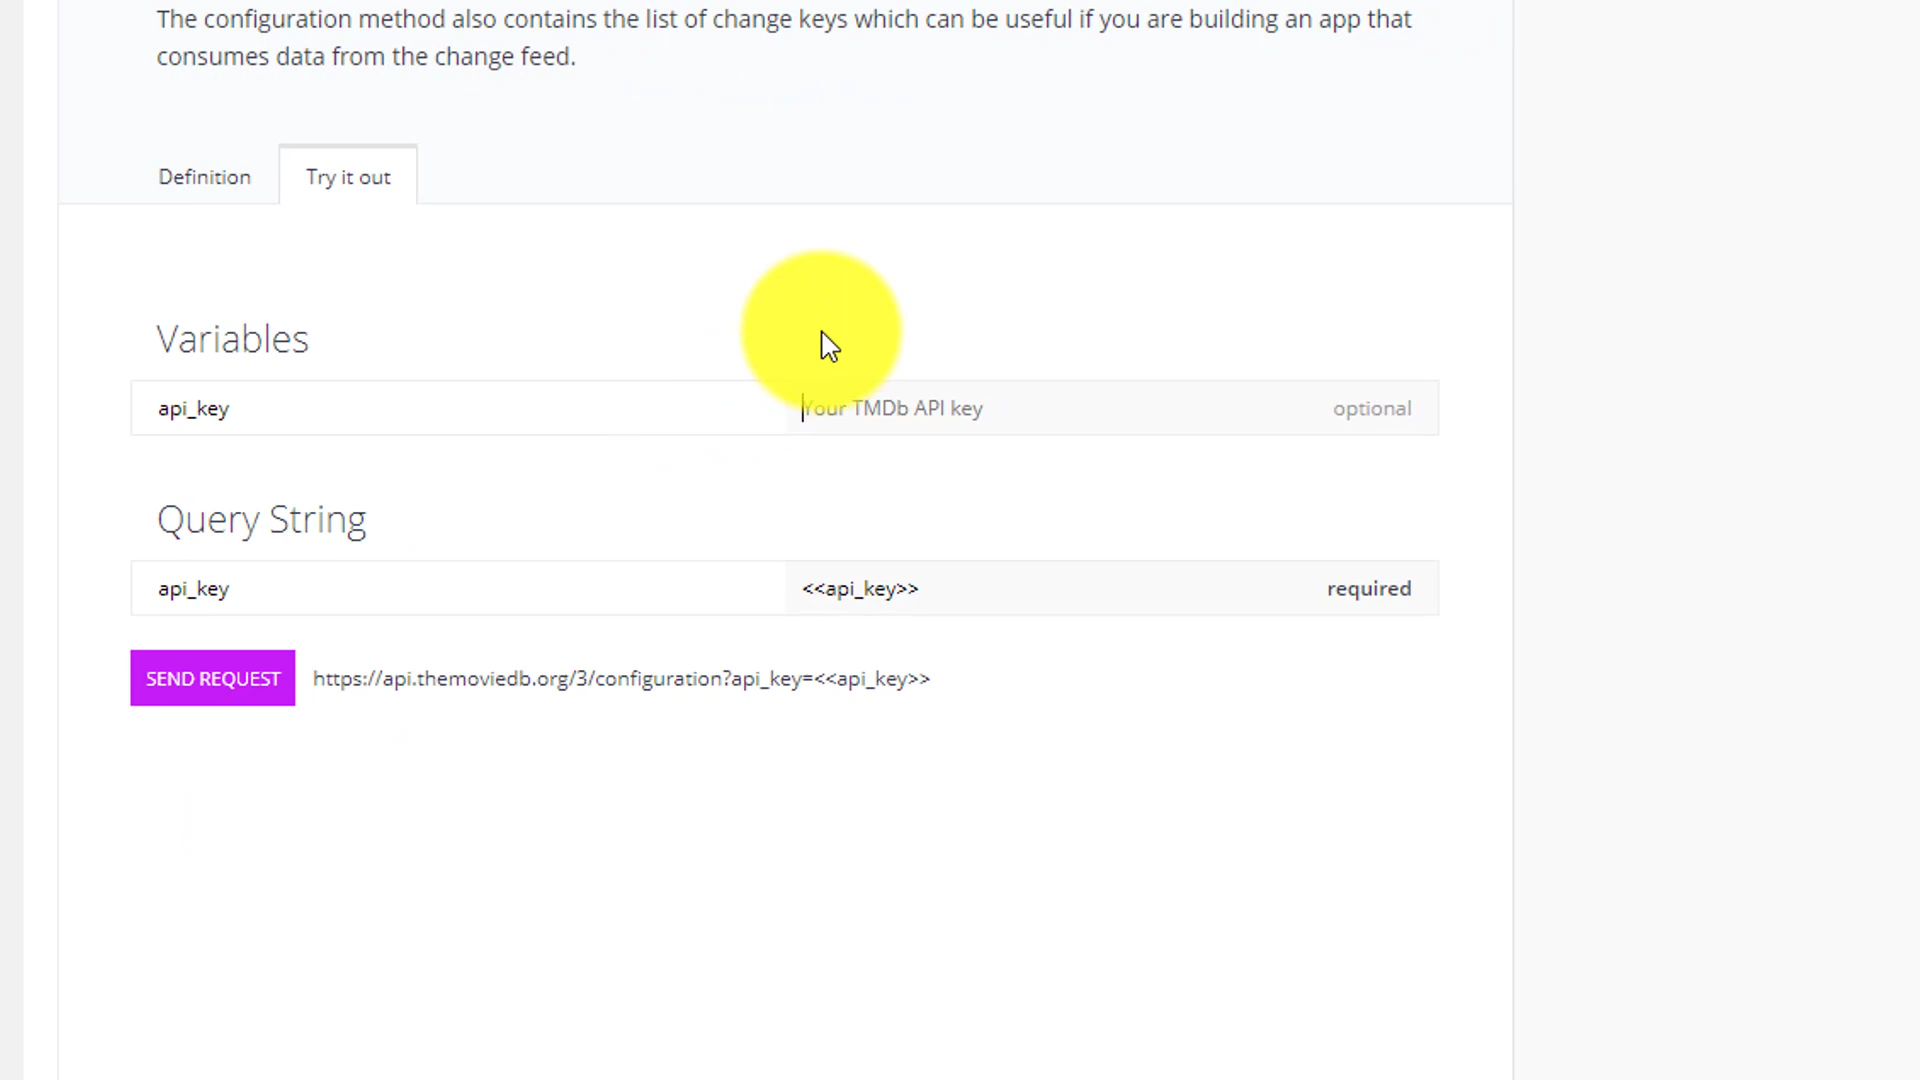 The configuration method also contains the list of change keys which can be useful if you are building an app that
consumes data from the change feed.
Definition Try it out
Variables
api_key Your TMDb API key optional
Query String
api_key <<api_key>> required
SEND REQUEST https://api.themoviedb.org/3/configuration?api_key=<<api_key>>